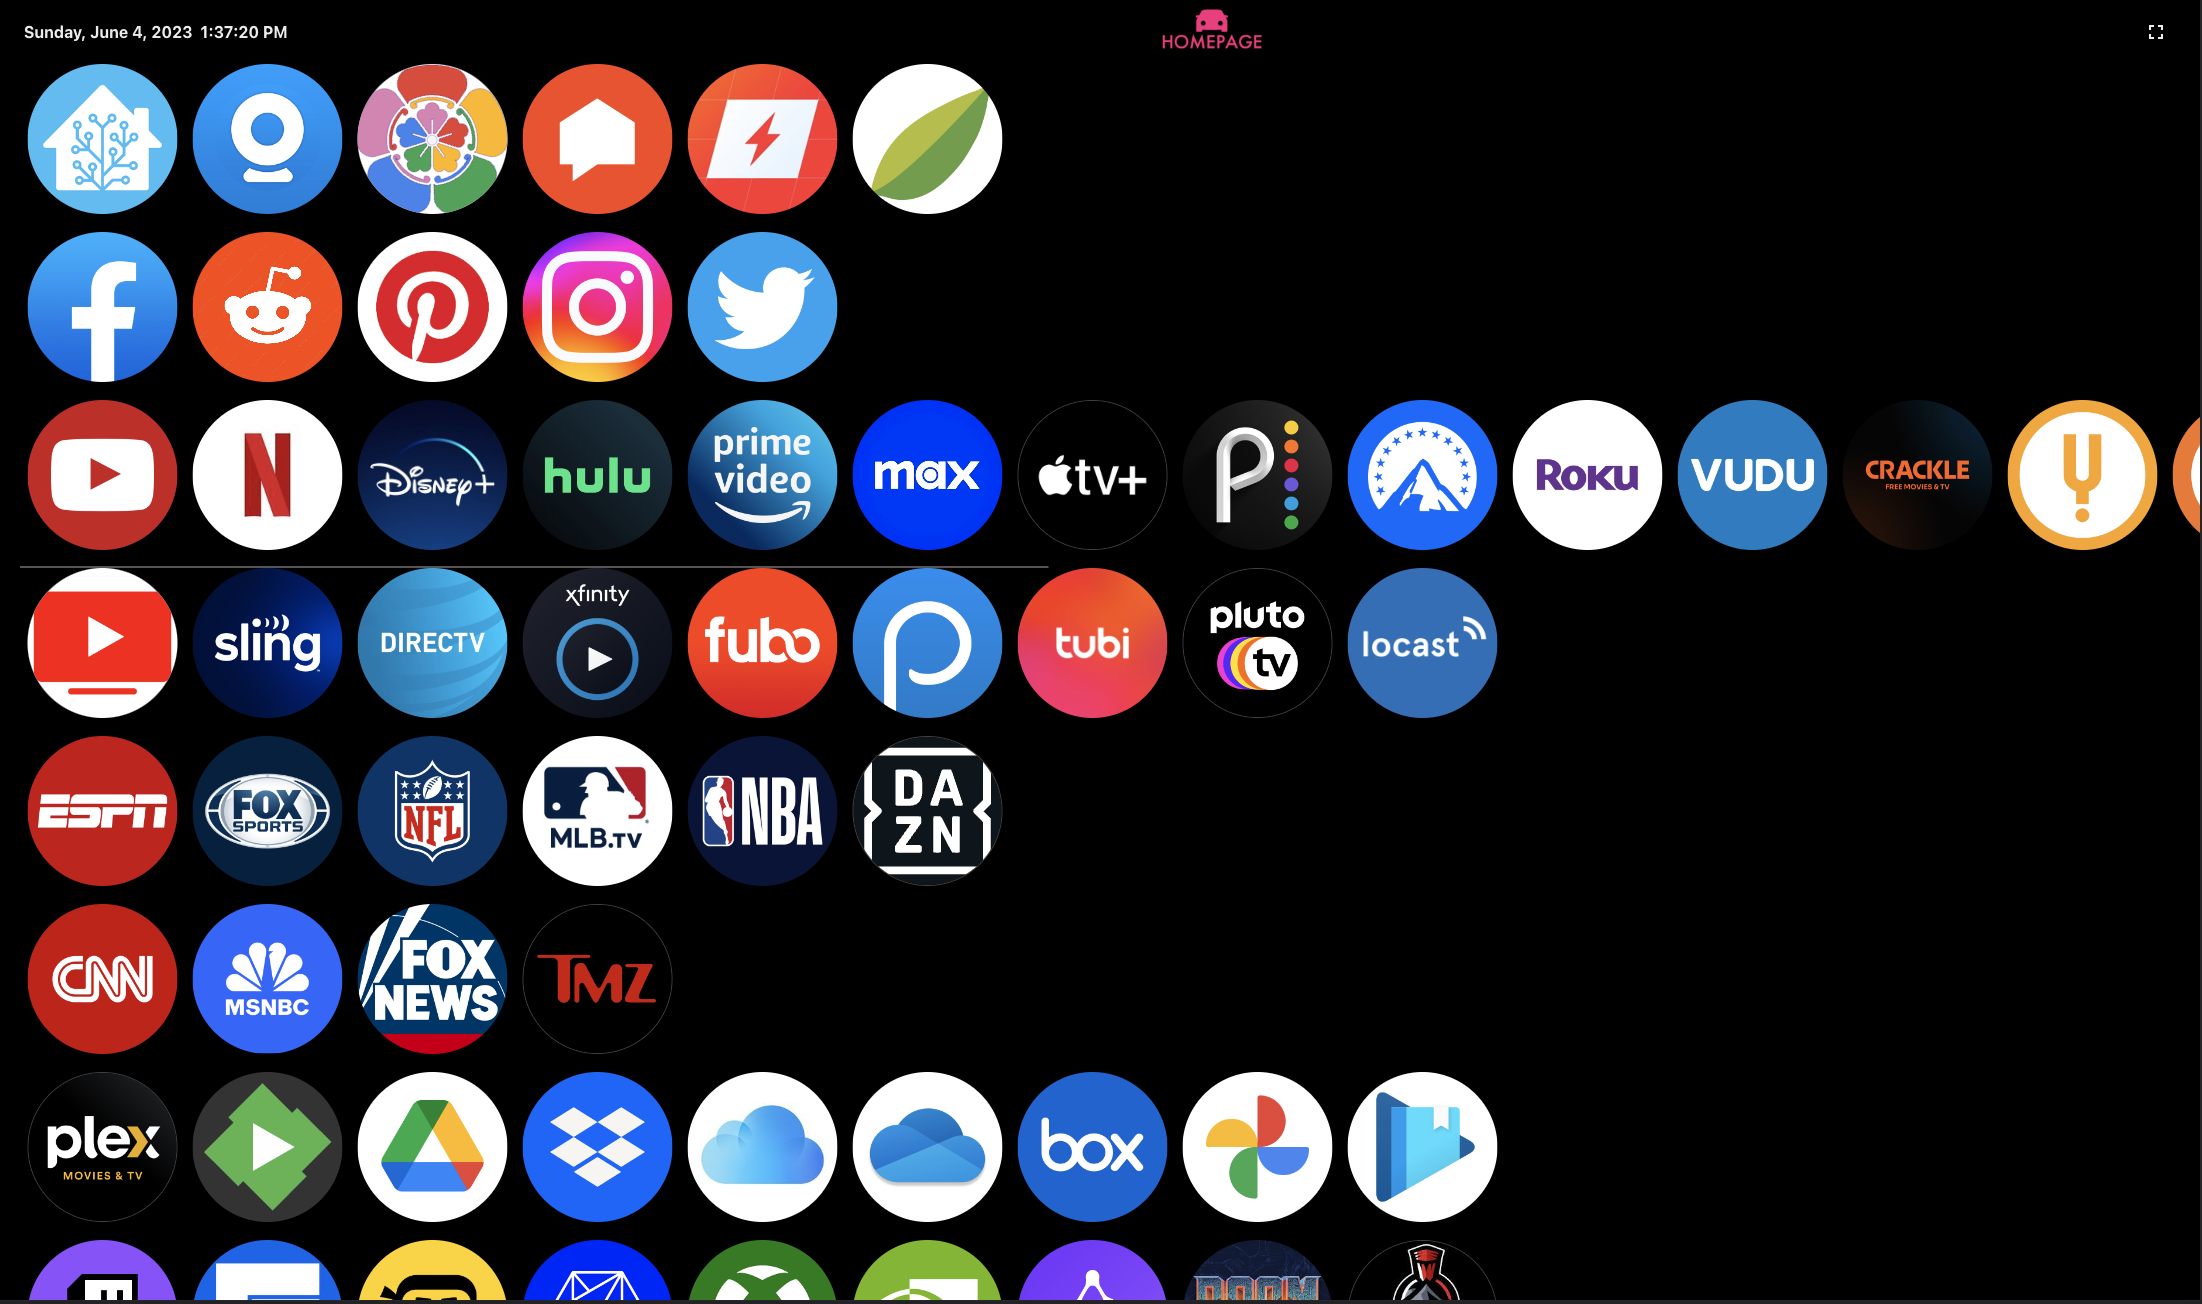 Sunday, June 4, 2023 1:37:20 PM
HOMEPAGE
DISNEY+
hulu
prime
video
max
tv+
ROKU
VUDU
CRACKLE
FREE MOVIES & TV
sling
DIRECTV
xfinity
fubo
tubi
pluto
tv
locast
ESPN
FOX
SPORTS
NFL
MLB.TV
NBA
DA
ZN
CNN
MSNBC
FOX
NEWS
TMZ
plex
MOVIES & TV
box
DOOM